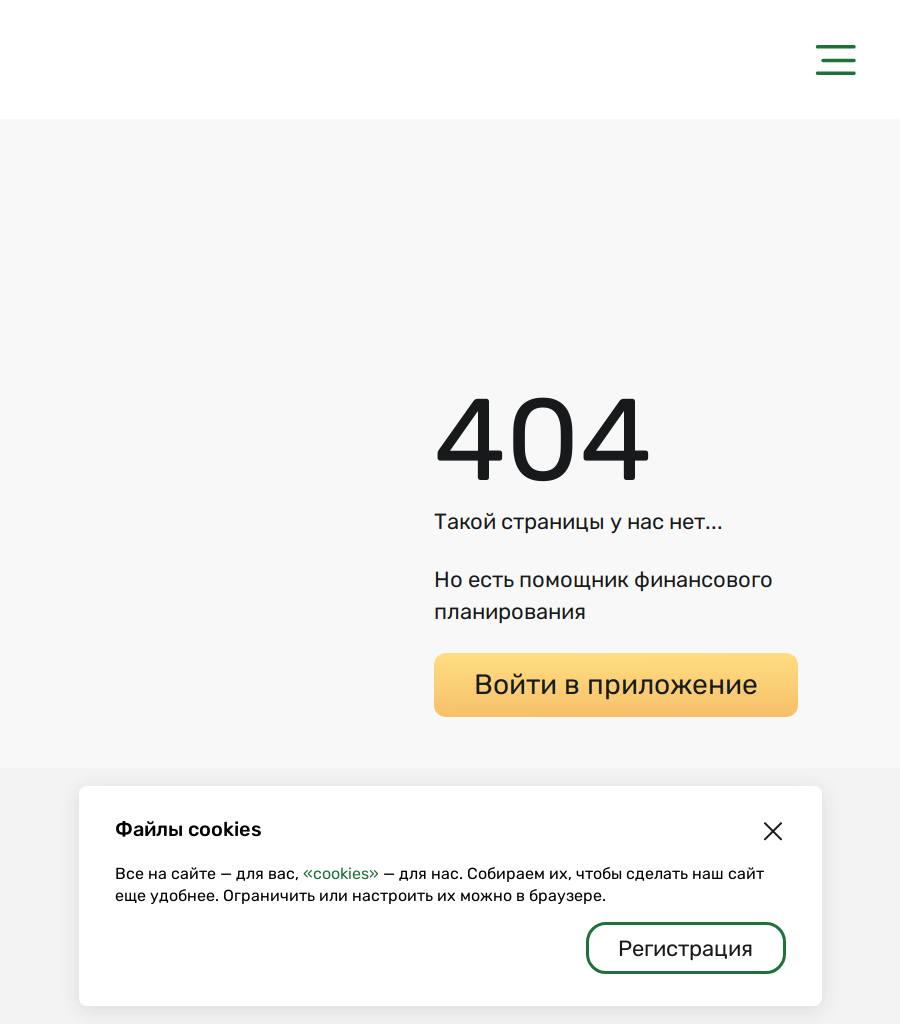 404
Такой страницы у нас нет...
Но есть помощник финансового
планирования
Войти в приложение
Файлы cookies
Все на сайте — для вас, «cookies» — для нас. Собираем их, чтобы сделать наш сайт
еще удобнее. Ограничить или настроить их можно в браузере.
Регистрация